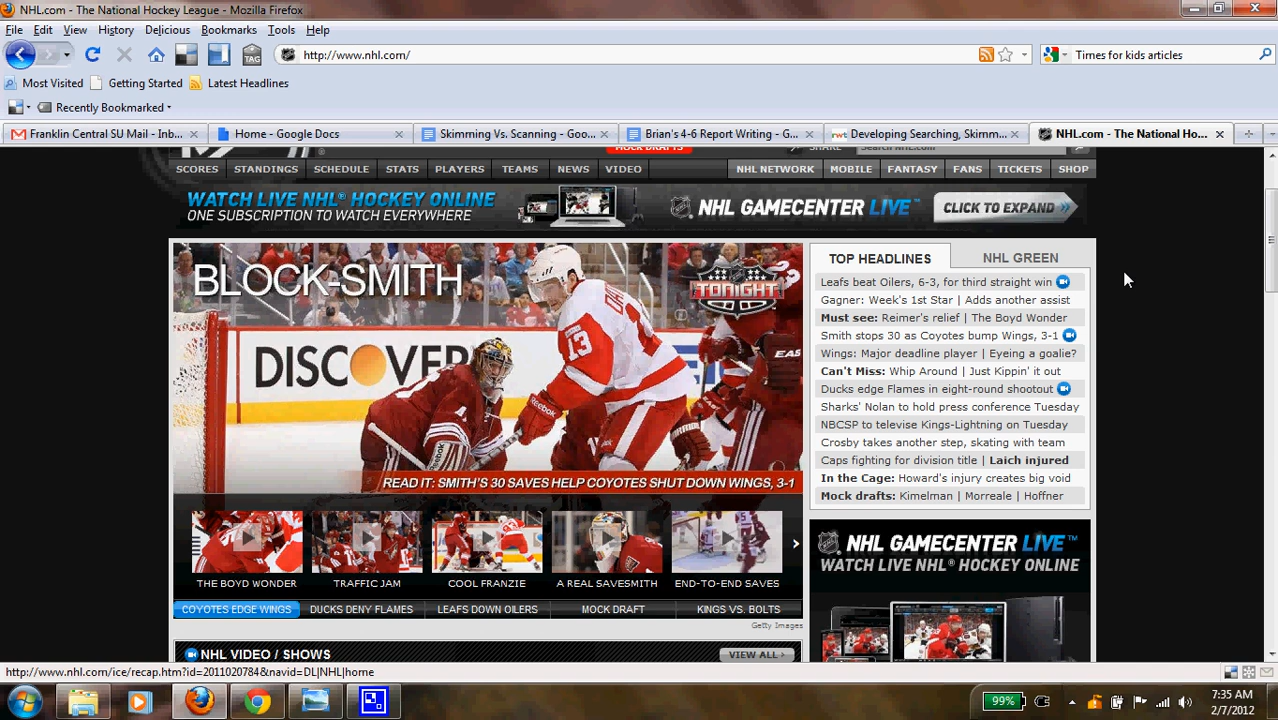 NHL.com - The National Hockey League - Mozilla Firefox
File Edit View History Delicious Bookmarks Tools Help
TAG http://www.nhl.com/ Tirmes for kids articles
Most Visited Getting Started Latest Headlines
Recently Bookmarked
Franklin Central SU Mail - Inb... Home - Google Docs Skimming Vs. Scanning - Goo... Brian's 4-6 Report Writing - G... rwt Developing Searching, Skimm... NHL.com - The National Ho...
MOCK DRAFTS SHARE Search NHL.com
SCORES STANDINGS SCHEDULE STATS PLAYERS TEAMS NEWS VIDEO NHL NETWORK MOBILE FANTASY FANS TICKETS SHOP
WATCH LIVE NHL® HOCKEY ONLINE
ONE SUBSCRIPTION TO WATCH EVERYWHERE
NHL GAMECENTER LIVE™ CLICK TO EXPAND >>
BLOCK-SMITH
TONIGHT
DISCOVER
13
Reebok
READ IT: SMITH'S 30 SAVES HELP COYOTES SHUT DOWN WINGS, 3-1
THE BOYD WONDER TRAFFIC JAM COOL FRANZIE A REAL SAVESMITH END-TO-END SAVES
COYOTES EDGE WINGS DUCKS DENY FLAMES LEAFS DOWN OILERS MOCK DRAFT KINGS VS. BOLTS
Getty Images
NHL VIDEO / SHOWS VIEW ALL ›
TOP HEADLINES NHL GREEN
Leafs beat Oilers, 6-3, for third straight win
Gagner: Week's 1st Star | Adds another assist
Must see: Reimer's relief | The Boyd Wonder
Smith stops 30 as Coyotes bump Wings, 3-1
Wings: Major deadline player | Eyeing a goalie?
Can't Miss: Whip Around | Just Kippin' it out
Ducks edge Flames in eight-round shootout
Sharks' Nolan to hold press conference Tuesday
NBCSP to televise Kings-Lightning on Tuesday
Crosby takes another step, skating with team
Caps fighting for division title | Laich injured
In the Cage: Howard's injury creates big void
Mock drafts: Kimelman | Morreale | Hoffner
NHL GAMECENTER LIVE™
WATCH LIVE NHL® HOCKEY ONLINE
http://www.nhl.com/ice/recap.htm?id=2011020784&navid=DL|NHL|home
99% 7:35 AM
2/7/2012